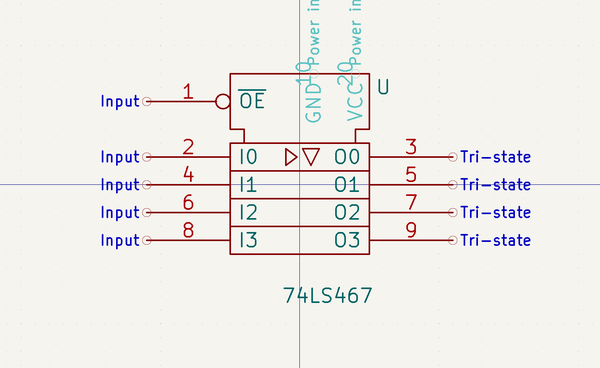 GND 10 Power in
VCC 20 Power in
U
Input 1 OE
Input 2 I0 O0 3 Tri-state
Input 4 I1 O1 5 Tri-state
Input 6 I2 O2 7 Tri-state
Input 8 I3 O3 9 Tri-state
74LS467